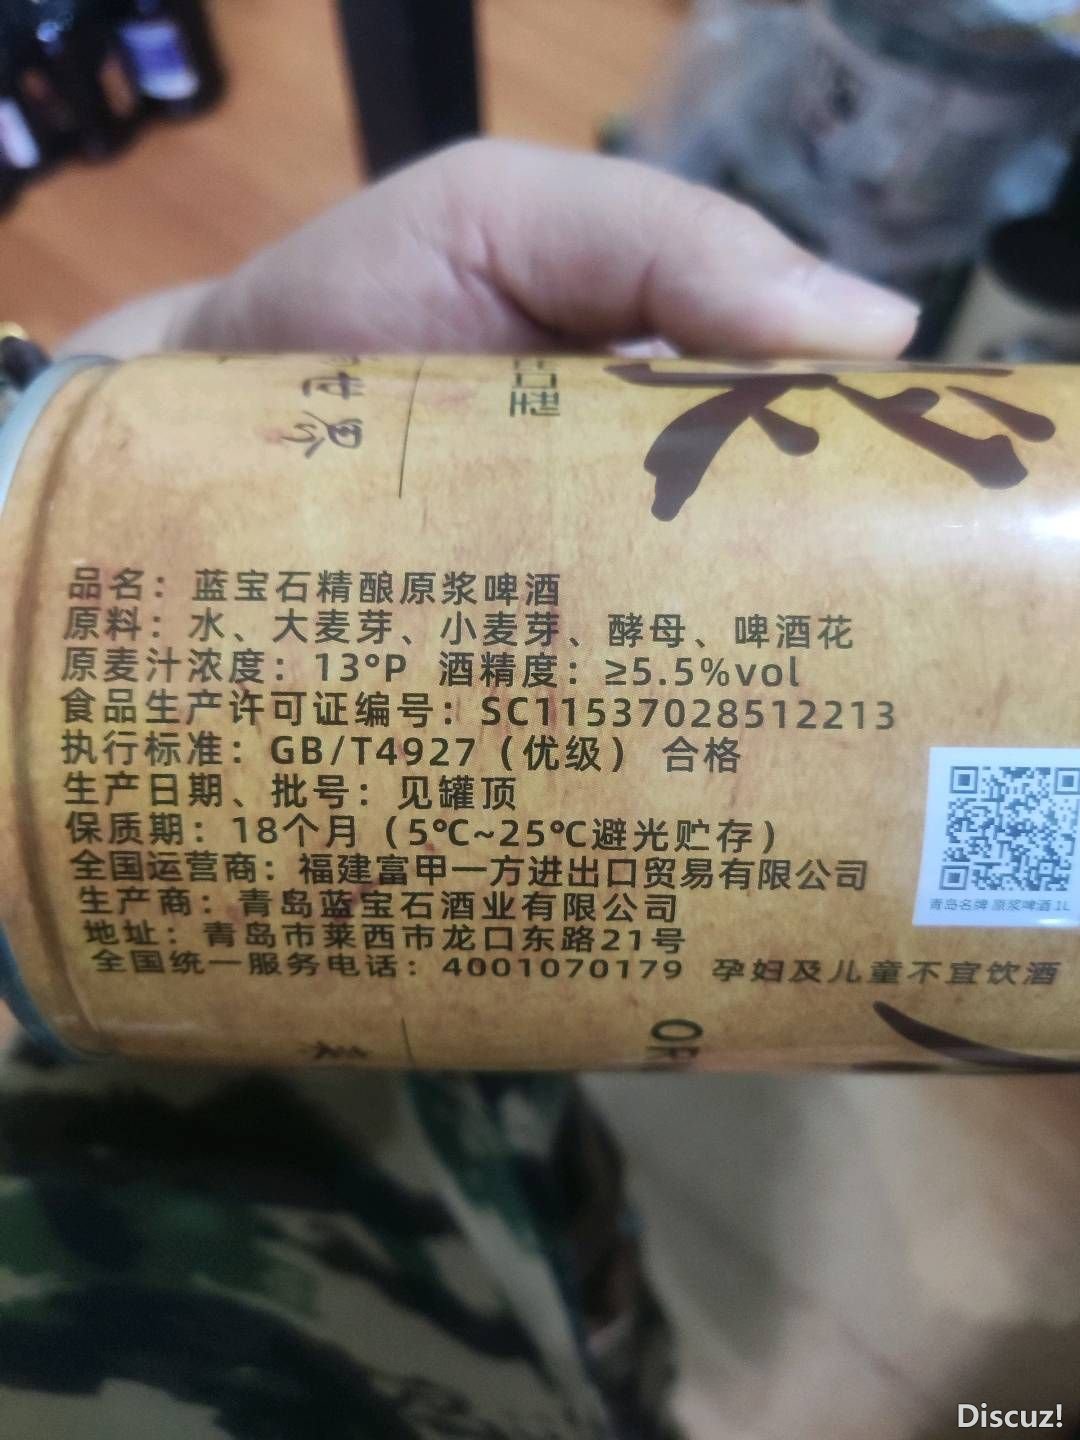 世界
出口型
浆
品名：蓝宝石精酿原浆啤酒
原料：水、大麦芽、小麦芽、酵母、啤酒花
原麦汁浓度：13°P 酒精度：≥5.5%vol
食品生产许可证编号：SC11537028512213
执行标准：GB/T4927（优级） 合格
生产日期、批号：见罐顶
保质期：18个月（5℃~25℃避光贮存）
全国运营商：福建富甲一方进出口贸易有限公司
生产商：青岛蓝宝石酒业有限公司
地址：青岛市莱西市龙口东路21号
全国统一服务电话：4001070179 孕妇及儿童不宜饮酒
青岛名牌 原浆啤酒 1L
OR
Discuz!